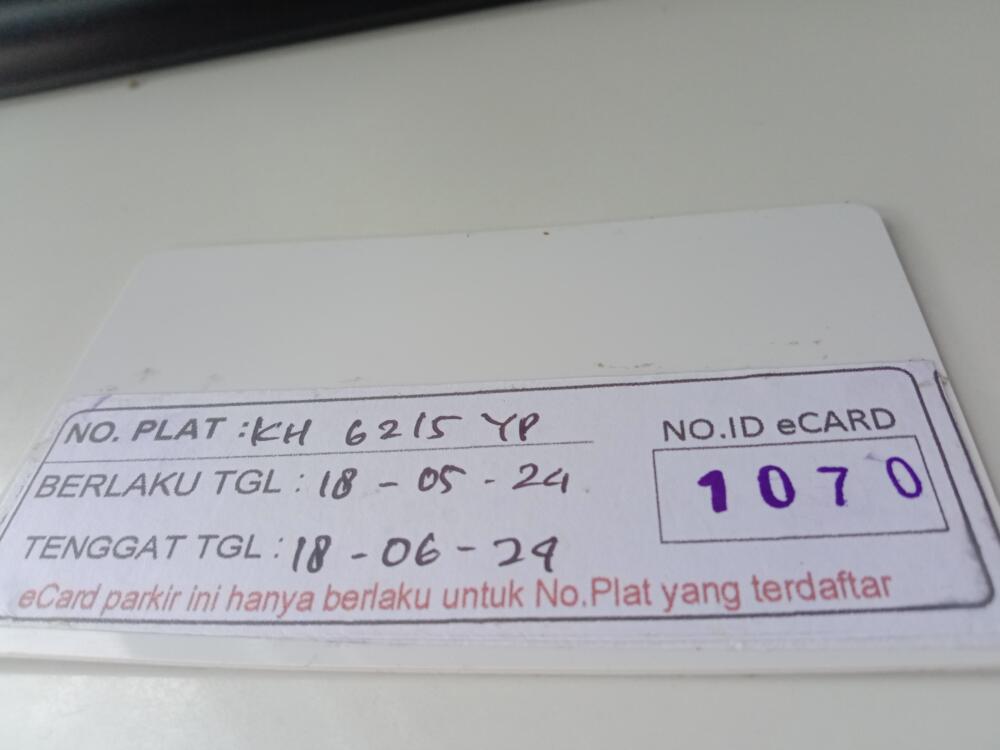 NO. PLAT : KH 6215 YP
NO.ID eCARD
BERLAKU TGL : 18 - 05 - 24
1070
TENGGAT TGL : 18 - 06 - 24
eCard parkir ini hanya berlaku untuk No.Plat yang terdaftar